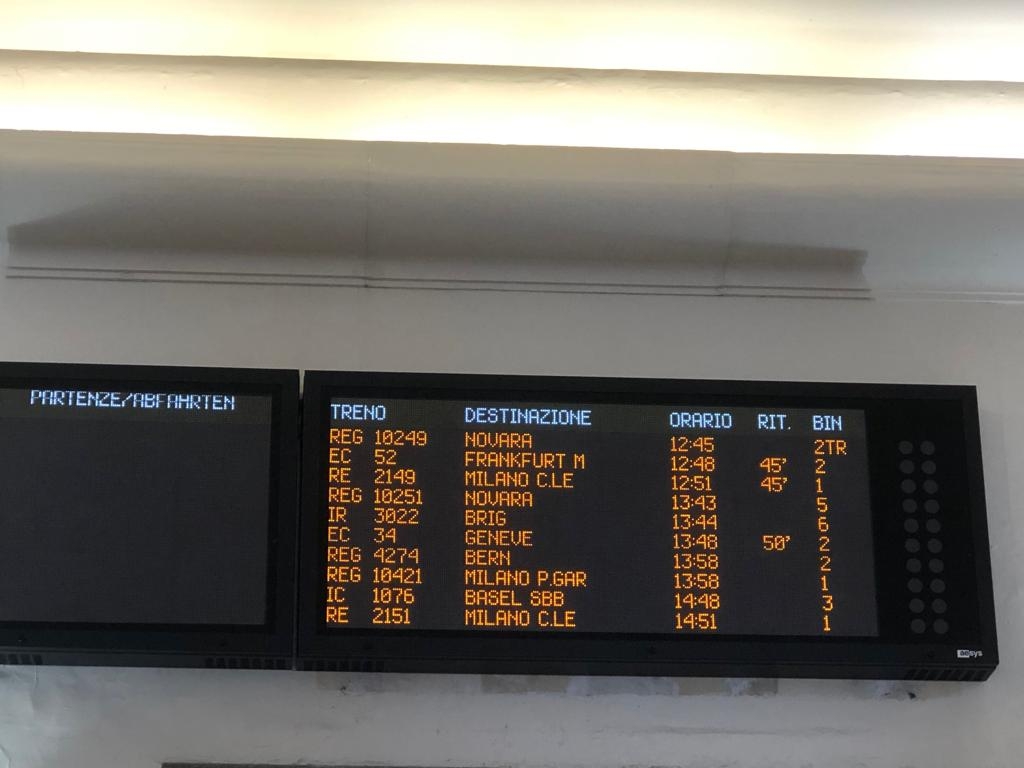 PARTENZE/ABFAHRTEN
TRENO DESTINAZIONE ORARIO RIT. BIN
REG 10249 NOVARA 12:45 2TR
EC 52 FRANKFURT M 12:48 45' 2
RE 2149 MILANO C.LE 12:51 45' 1
REG 10251 NOVARA 13:43 5
IR 3022 BRIG 13:44 6
EC 34 GENEVE 13:48 50' 2
REG 4274 BERN 13:58 2
REG 10421 MILANO P.GAR 13:58 1
IC 1076 BASEL SBB 14:48 3
RE 2151 MILANO C.LE 14:51 1
aesys